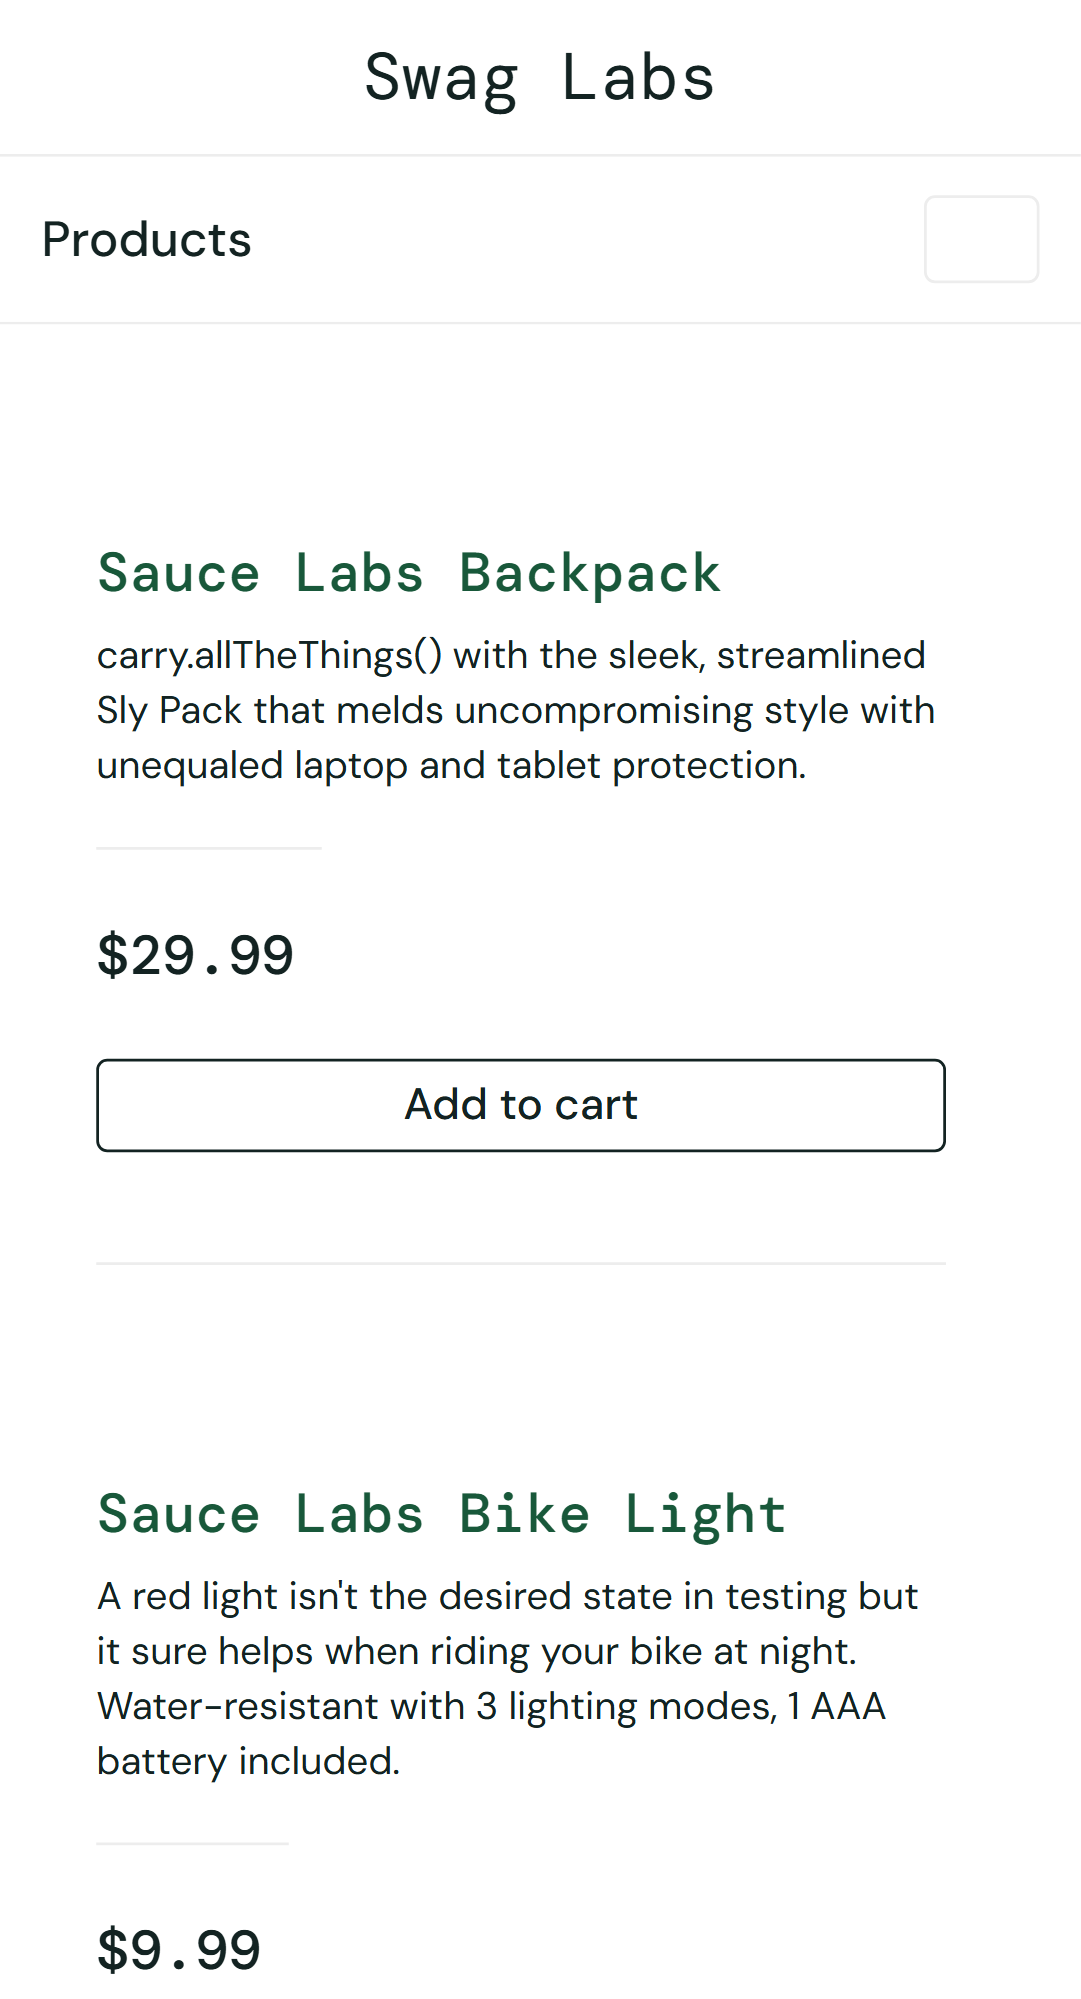 Swag Labs
Products
Sauce Labs Backpack
carry.allTheThings() with the sleek, streamlined
Sly Pack that melds uncompromising style with
unequaled laptop and tablet protection.
$29.99
Add to cart
Sauce Labs Bike Light
A red light isn't the desired state in testing but
it sure helps when riding your bike at night.
Water-resistant with 3 lighting modes, 1 AAA
battery included.
$9.99